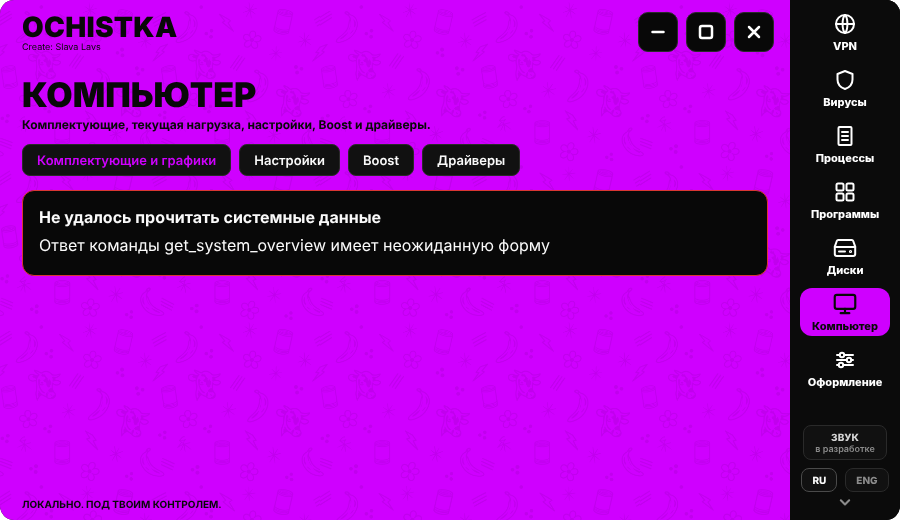 OCHISTKA
Create: Slava Lavs
КОМПЬЮТЕР
Комплектующие, текущая нагрузка, настройки, Boost и драйверы.
Комплектующие и графики
Настройки
Boost
Драйверы
Не удалось прочитать системные данные
Ответ команды get_system_overview имеет неожиданную форму
ЛОКАЛЬНО. ПОД ТВОИМ КОНТРОЛЕМ.
VPN
Вирусы
Процессы
Программы
Диски
Компьютер
Оформление
ЗВУК
в разработке
RU
ENG